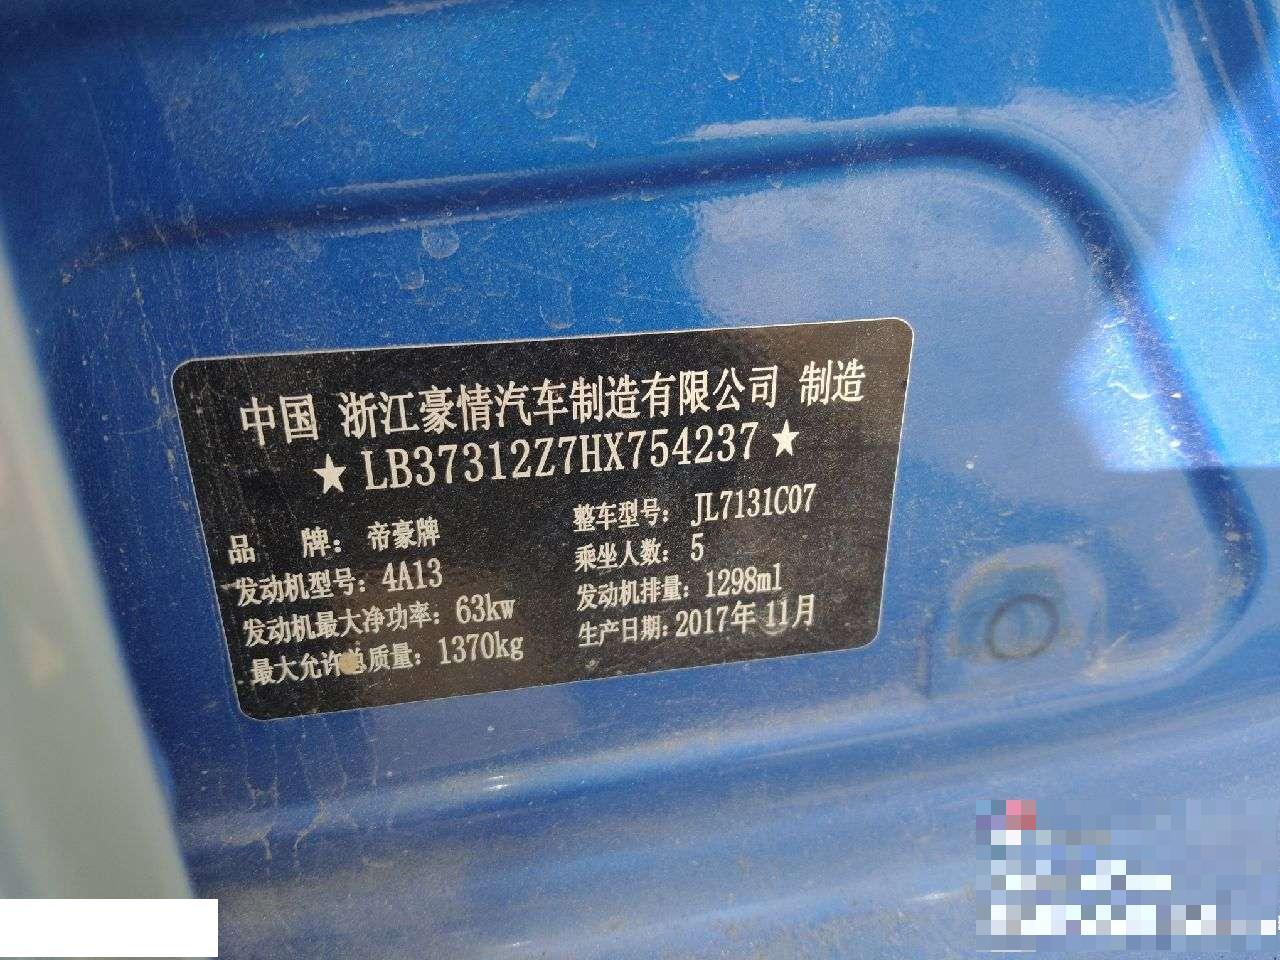 中国 浙江豪情汽车制造有限公司 制造
★ LB37312Z7HX754237 ★
品 牌：帝豪牌 整车型号：JL7131C07
发动机型号：4A13 乘坐人数：5
发动机最大净功率：63kw 发动机排量：1298ml
最大允许总质量：1370kg 生产日期：2017年11月